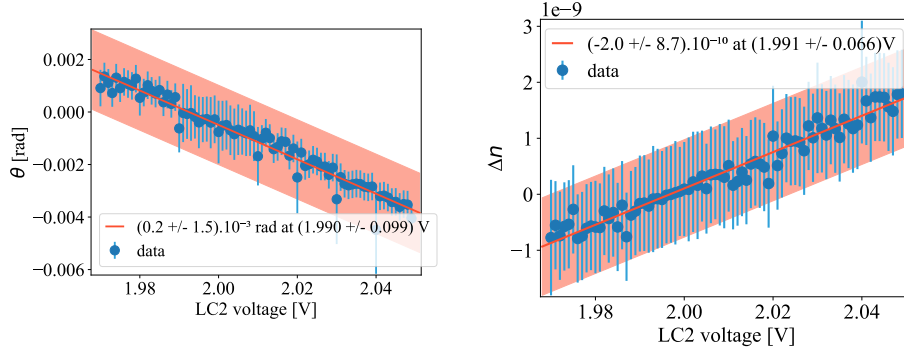 0.002
0.000
−0.002
−0.004
−0.006
θ [rad]
(0.2 +/- 1.5).10⁻³ rad at (1.990 +/- 0.099) V
data
1.98
2.00
2.02
2.04
LC2 voltage [V]
1e−9
3
2
1
0
−1
Δn
(-2.0 +/- 8.7).10⁻¹⁰ at (1.991 +/- 0.066)V
data
1.98
2.00
2.02
2.04
LC2 voltage [V]